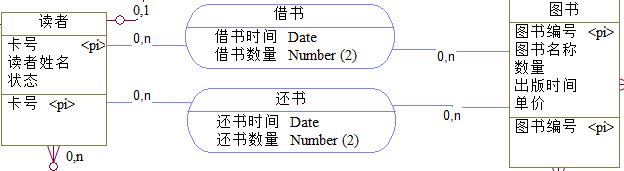 读者
0,1
卡号 <pi>
读者姓名
状态
卡号 <pi>
0,n
0,n
0,n
借书
借书时间 Date
借书数量 Number (2)
0,n
还书
还书时间 Date
还书数量 Number (2)
0,n
图书
图书编号 <pi>
图书名称
数量
出版时间
单价
图书编号 <pi>